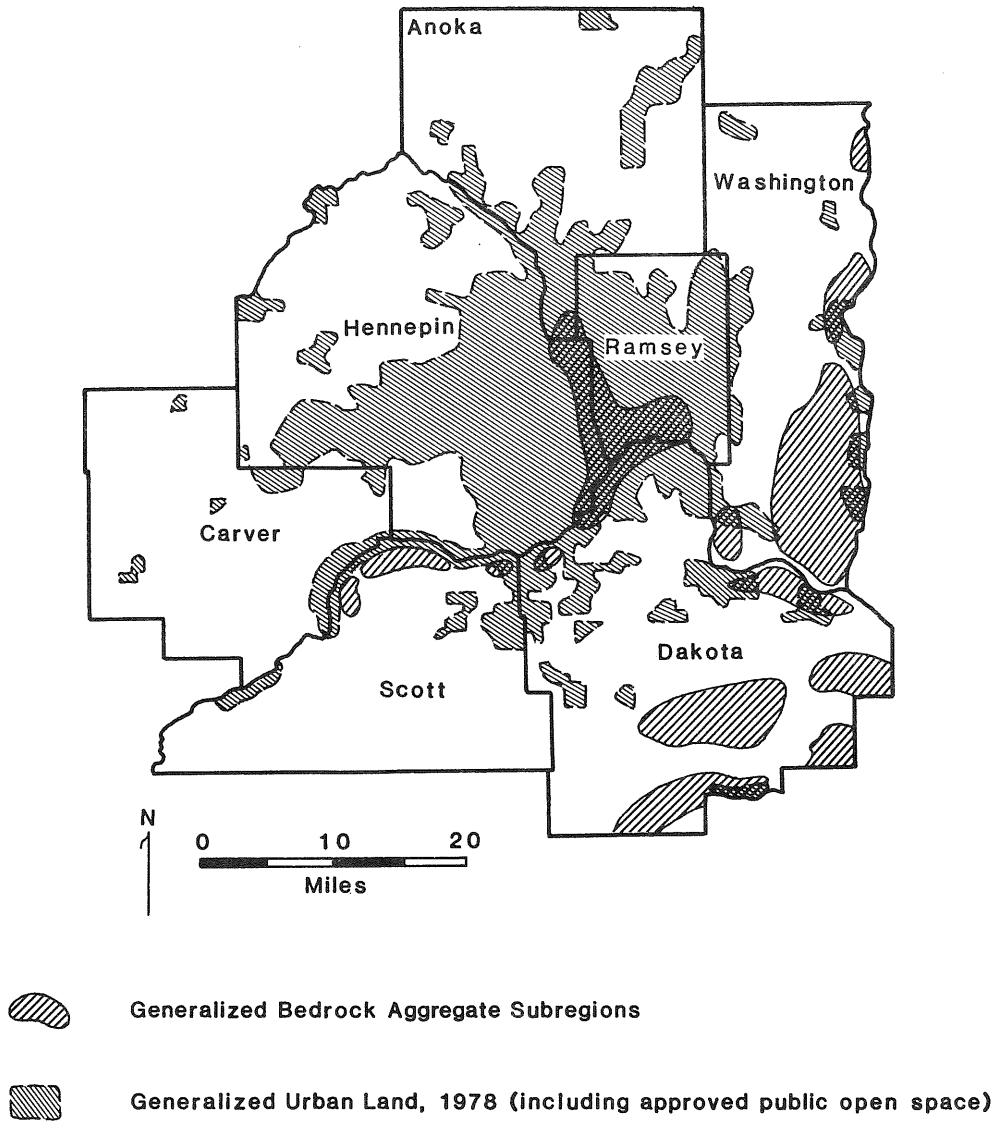 Anoka
Washington
Hennepin
Ramsey
Carver
Dakota
Scott
N
0 10 20
Miles
Generalized Bedrock Aggregate Subregions
Generalized Urban Land, 1978 (including approved public open space)